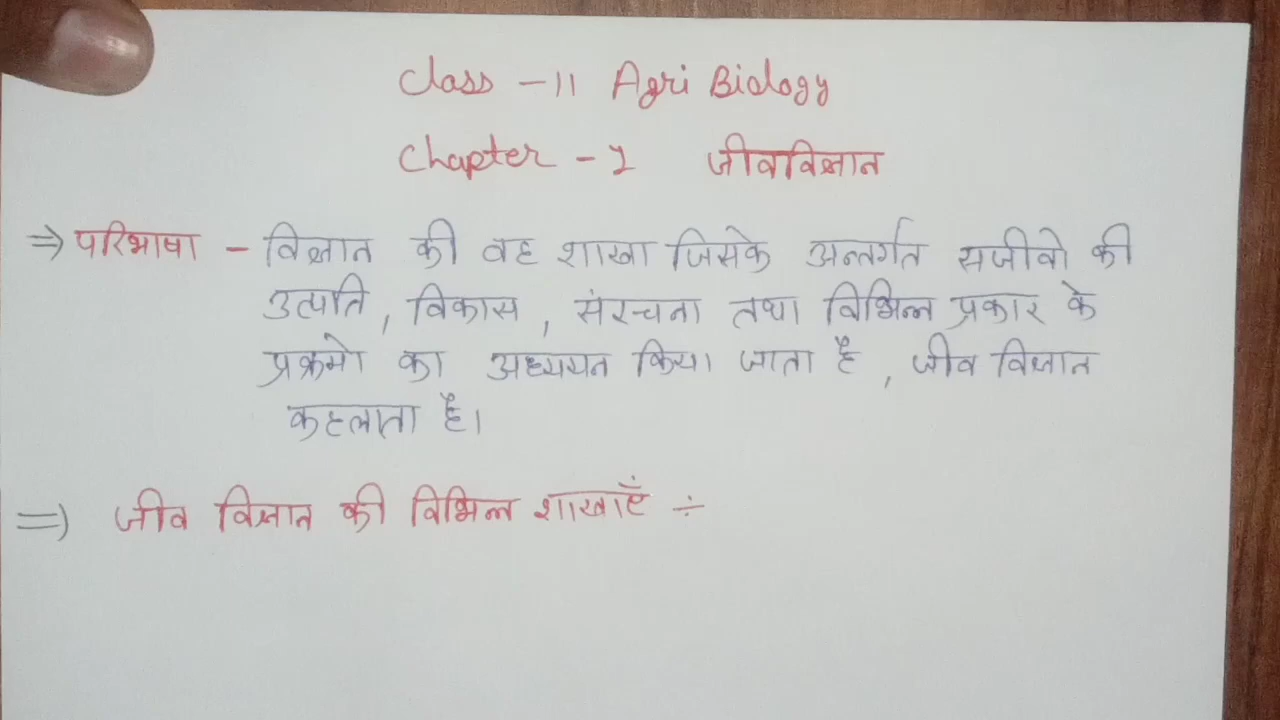 Class - 11 Agri Biology
Chapter - 1 जीवविज्ञान
⇒ परिभाषा - विज्ञान की वह शाखा जिसके अन्तर्गत सजीवो की
उत्पति, विकास, संरचना तथा विभिन्न प्रकार के
प्रक्रमो का अध्ययन किया जाता है, जीव विज्ञान
कहलाता है।
⇒ जीव विज्ञान की विभिन्न शाखाएँ ÷